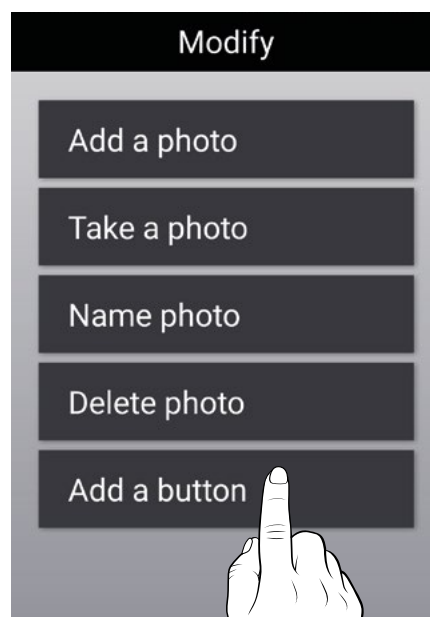 Modify
Add a photo
Take a photo
Name photo
Delete photo
Add a button